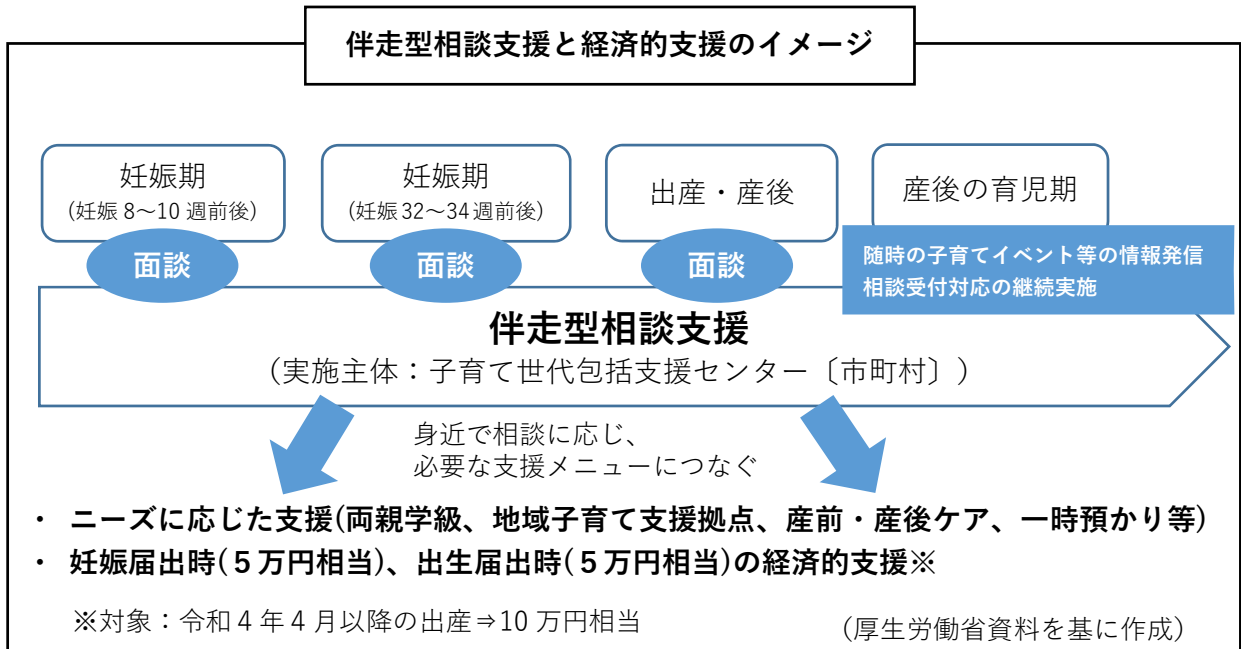 伴走型相談支援と経済的支援のイメージ
妊娠期
(妊娠 8～10 週前後)
面談
妊娠期
(妊娠 32～34 週前後)
面談
出産・産後
面談
産後の育児期
随時の子育てイベント等の情報発信
相談受付対応の継続実施
伴走型相談支援
（実施主体：子育て世代包括支援センター〔市町村〕）
身近で相談に応じ、
必要な支援メニューにつなぐ
・ ニーズに応じた支援(両親学級、地域子育て支援拠点、産前・産後ケア、一時預かり等)
・ 妊娠届出時(５万円相当)、出生届出時(５万円相当)の経済的支援※
※対象：令和４年４月以降の出産⇒10 万円相当
(厚生労働省資料を基に作成)